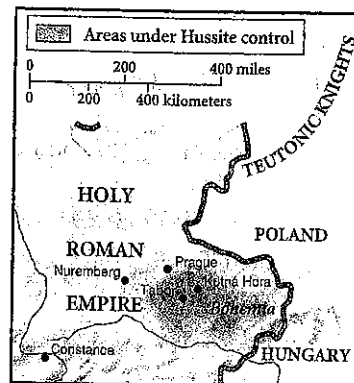 Areas under Hussite control
0 200 400 miles
0 200 400 kilometers
TEUTONIC KNIGHTS
HOLY
ROMAN
EMPIRE
POLAND
Prague
Nuremberg
Tabor
Kutná Hora
Bohemia
Constance
HUNGARY